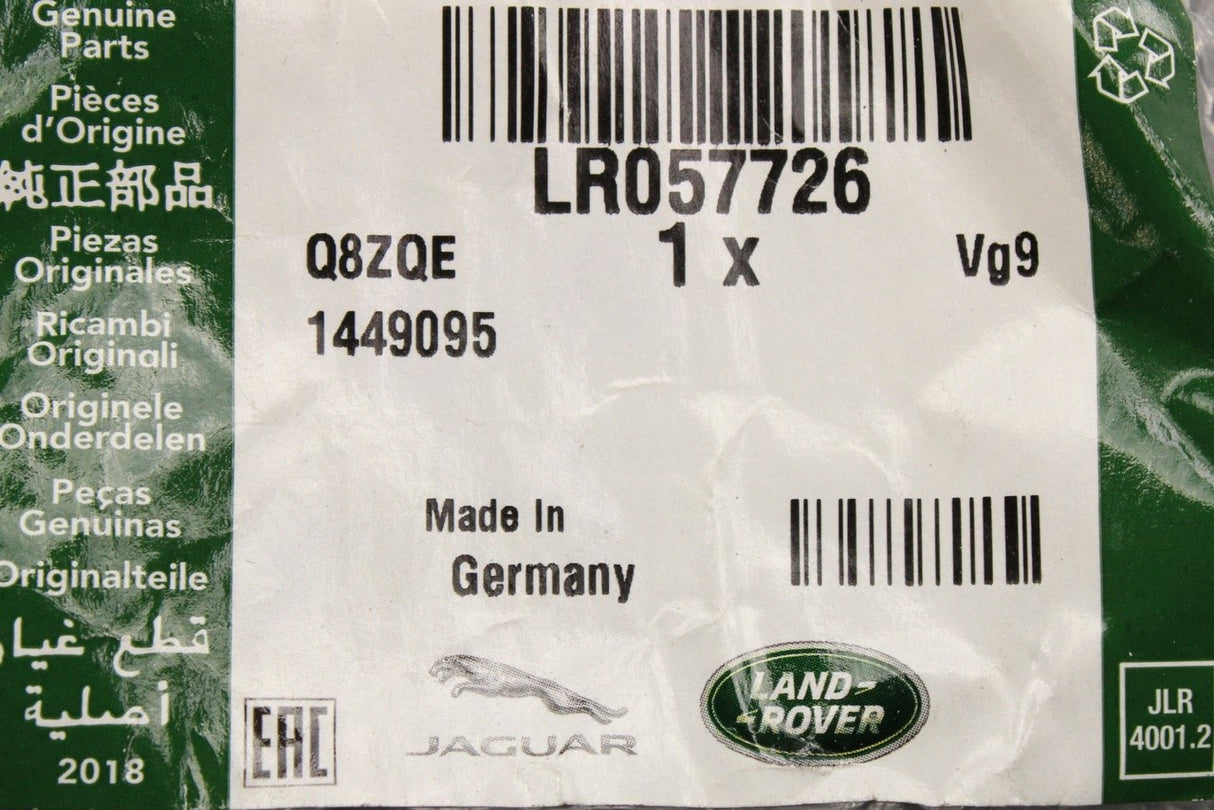 Genuine
Parts
Pièces
d'Origine
純正部品
Piezas
Originales
Ricambi
Originali
Originele
Onderdelen
Peças
Genuinas
Originalteile
قطع غيار
أصلية
2018
LR057726
Q8ZQE
1 x
Vg9
1449095
Made In
Germany
EAC
JAGUAR
LAND-
ROVER
JLR
4001.2